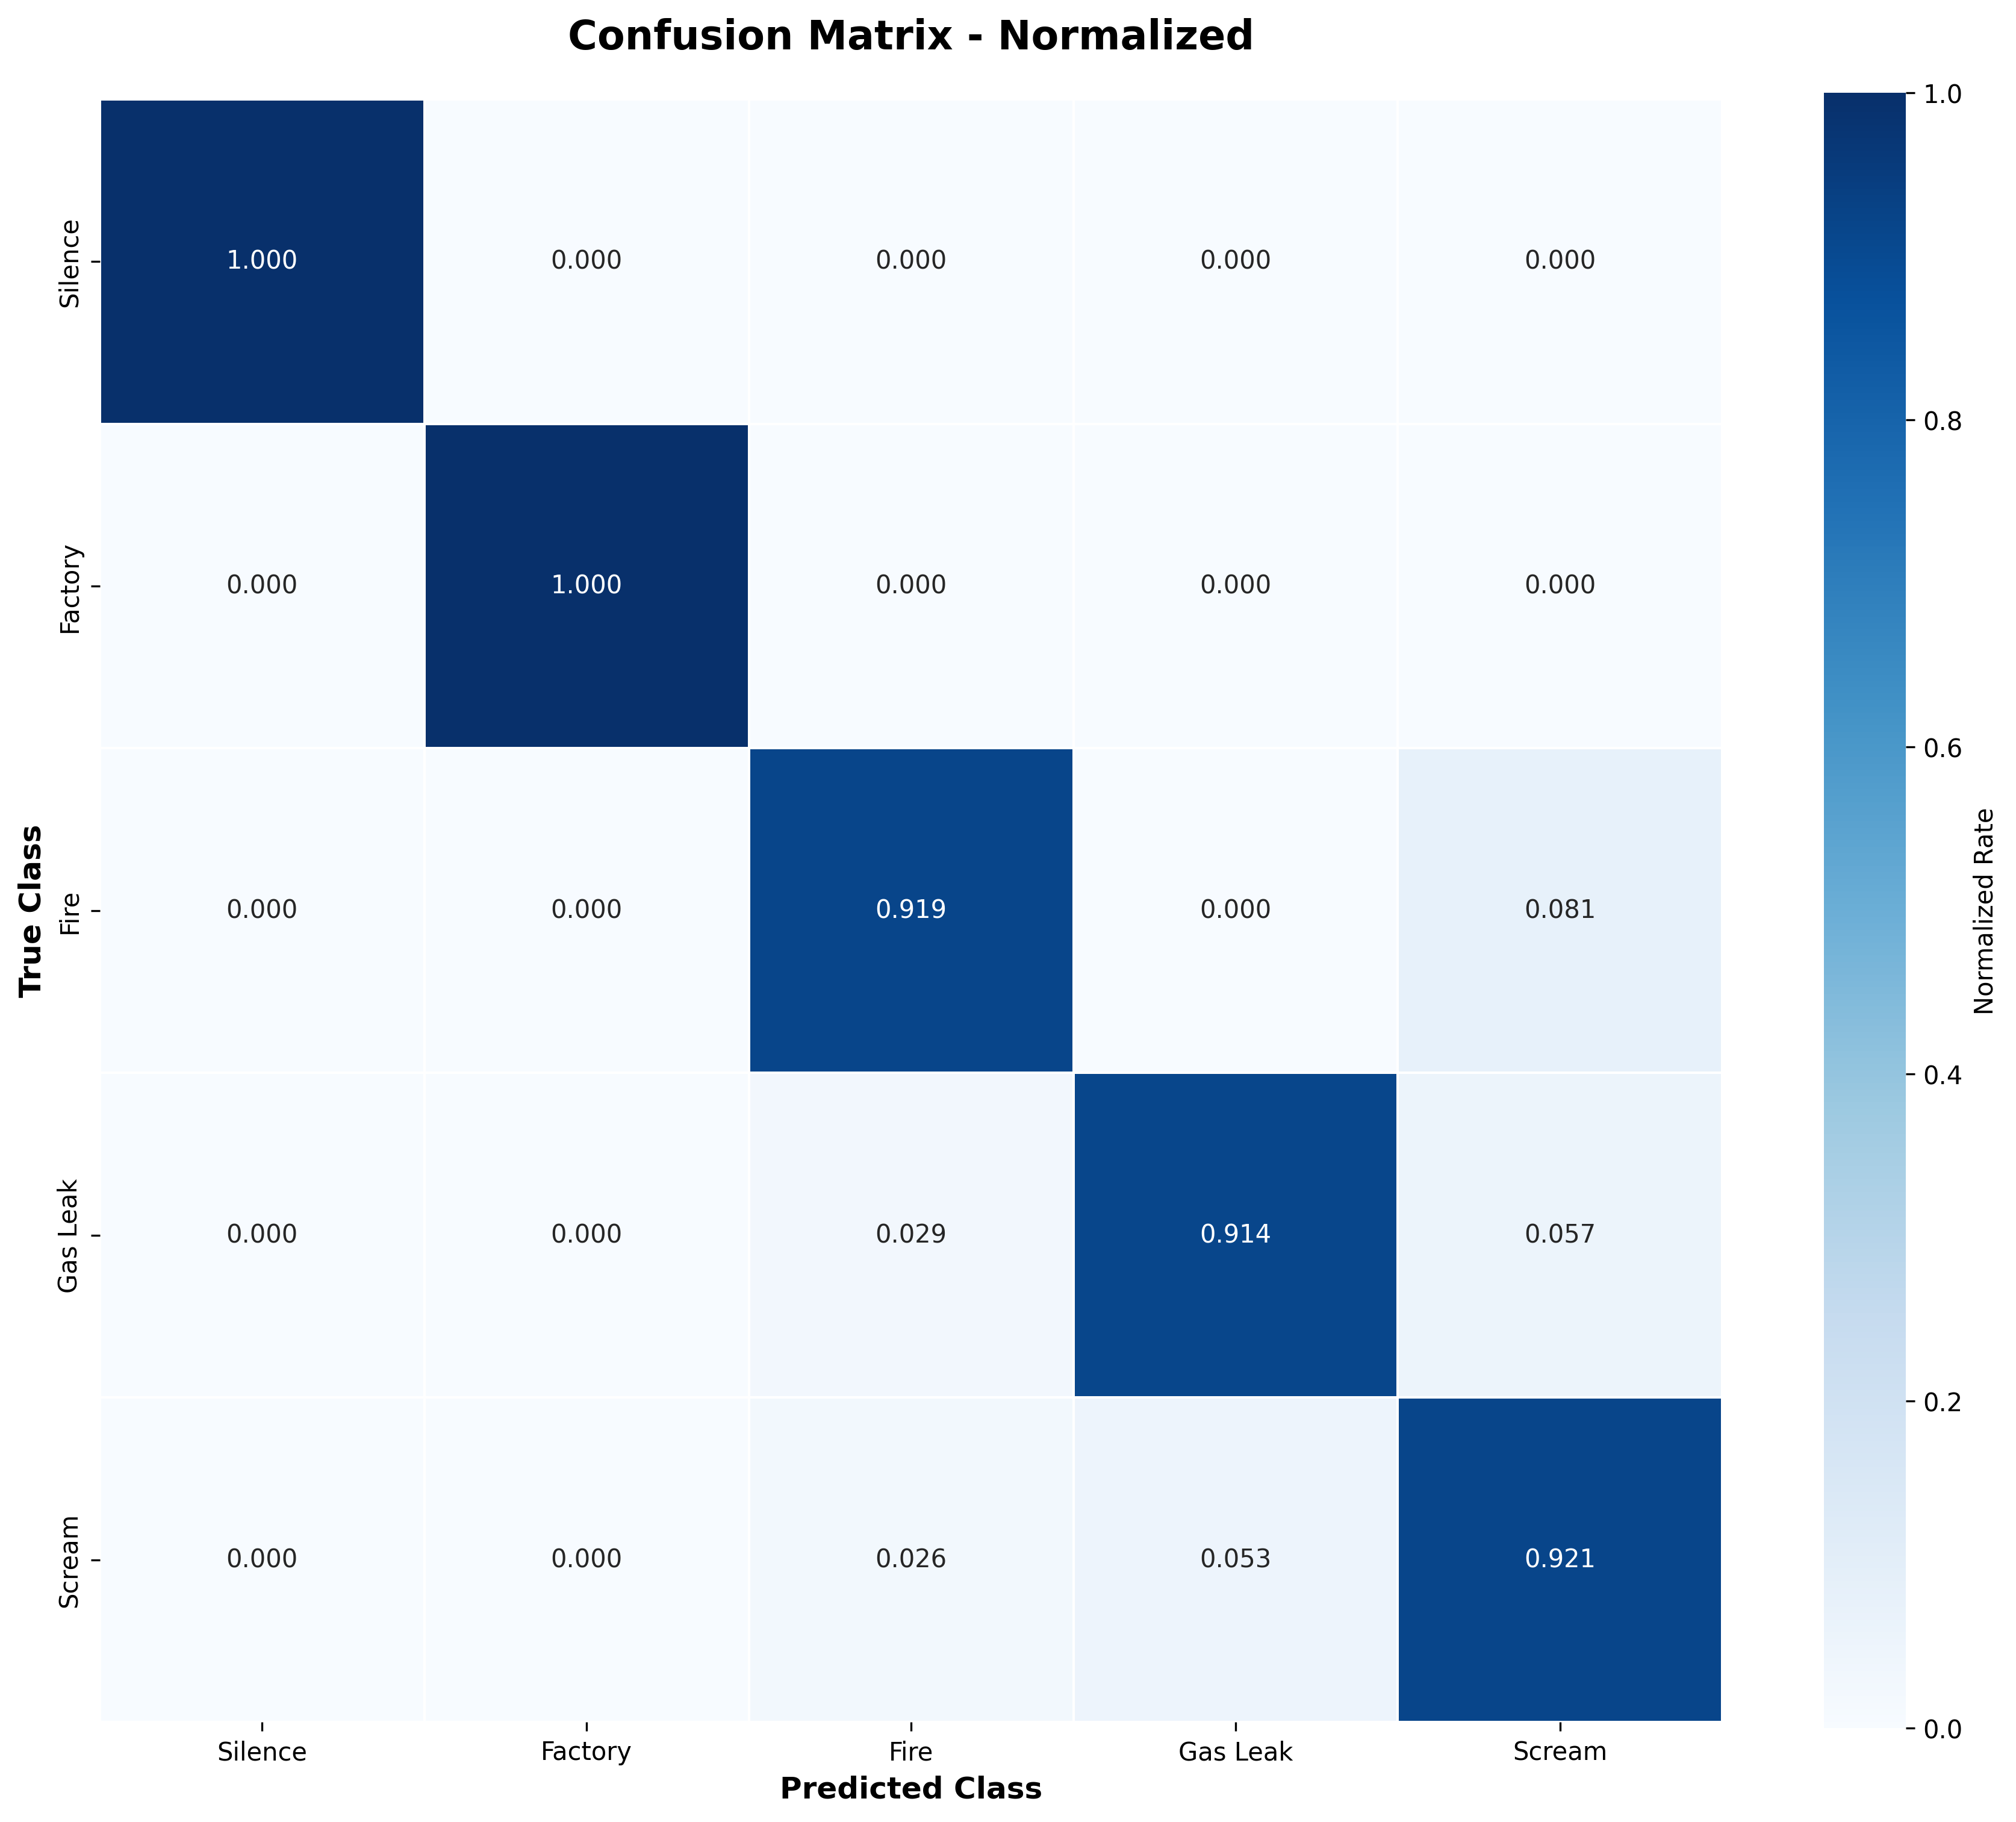 Confusion Matrix - Normalized
True Class
Silence 1.000 0.000 0.000 0.000 0.000
Factory 0.000 1.000 0.000 0.000 0.000
Fire 0.000 0.000 0.919 0.000 0.081
Gas Leak 0.000 0.000 0.029 0.914 0.057
Scream 0.000 0.000 0.026 0.053 0.921
Silence Factory Fire Gas Leak Scream
Predicted Class
1.0
0.8
0.6
0.4
0.2
0.0
Normalized Rate